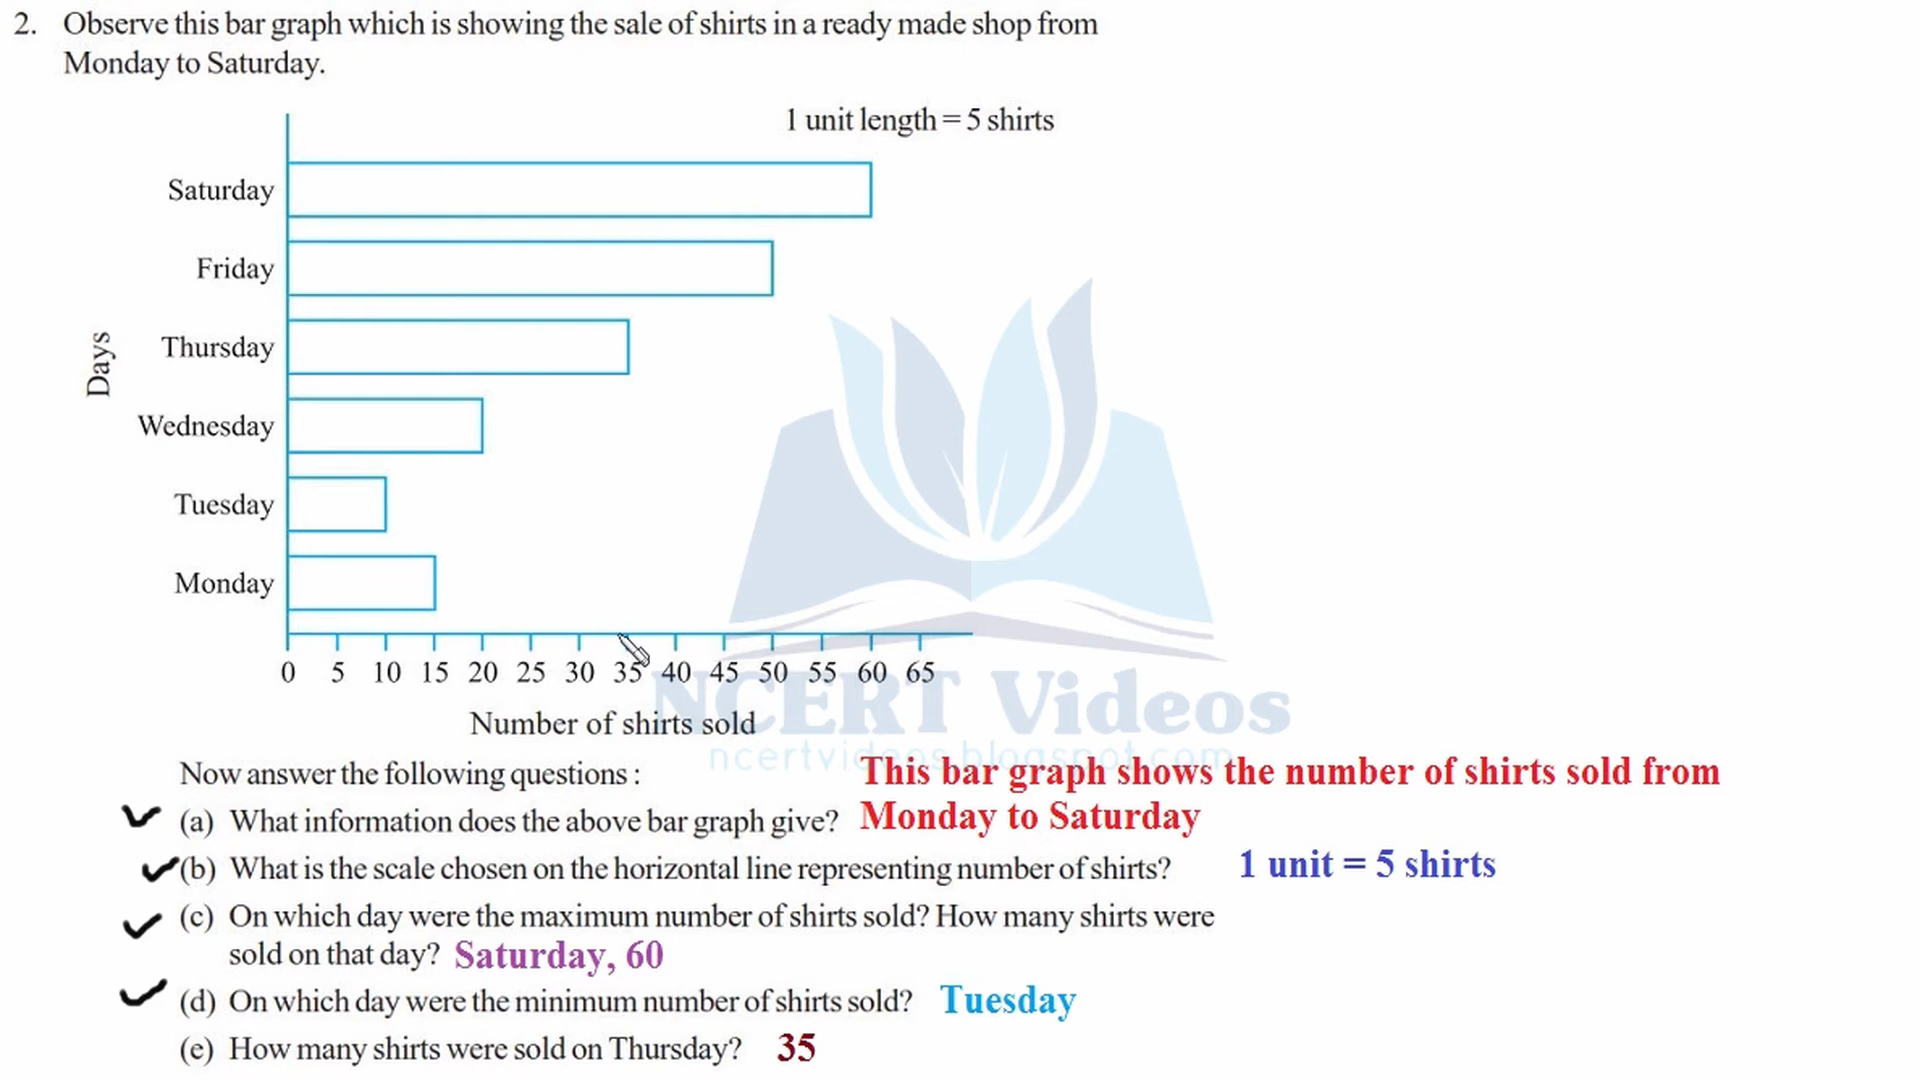 2. Observe this bar graph which is showing the sale of shirts in a ready made shop from
Monday to Saturday.
1 unit length = 5 shirts
Saturday
Friday
Thursday
Wednesday
Tuesday
Monday
Days
0 5 10 15 20 25 30 35 40 45 50 55 60 65
Number of shirts sold
NCERT Videos
ncertvideos.blogspot.com
Now answer the following questions :
This bar graph shows the number of shirts sold from
(a) What information does the above bar graph give? Monday to Saturday
(b) What is the scale chosen on the horizontal line representing number of shirts? 1 unit = 5 shirts
(c) On which day were the maximum number of shirts sold? How many shirts were
sold on that day? Saturday, 60
(d) On which day were the minimum number of shirts sold? Tuesday
(e) How many shirts were sold on Thursday? 35